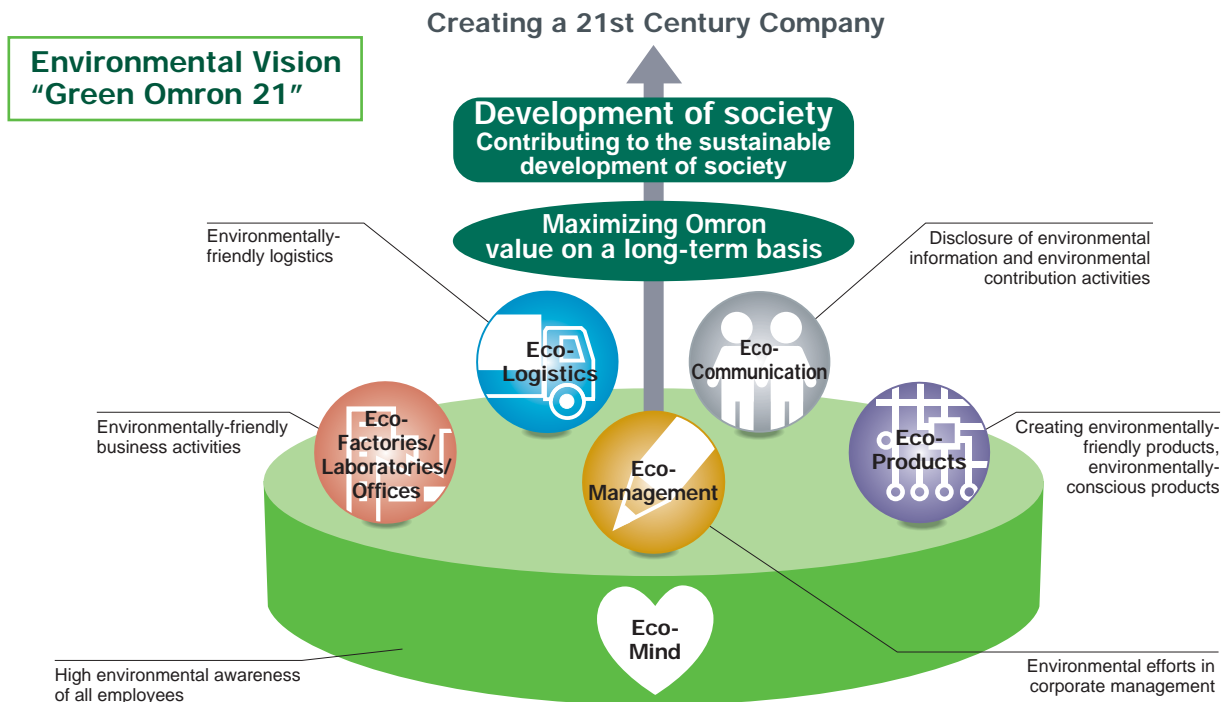 Creating a 21st Century Company
Environmental Vision
“Green Omron 21”
Development of society
Contributing to the sustainable
development of society
Maximizing Omron
value on a long-term basis
Environmentally-
friendly logistics
Disclosure of environmental
information and environmental
contribution activities
Eco-
Logistics
Eco-
Communication
Environmentally-friendly
business activities
Eco-
Factories/
Laboratories/
Offices
Eco-
Management
Eco-
Products
Creating environmentally-
friendly products,
environmentally-
conscious products
Eco-
Mind
High environmental awareness
of all employees
Environmental efforts in
corporate management